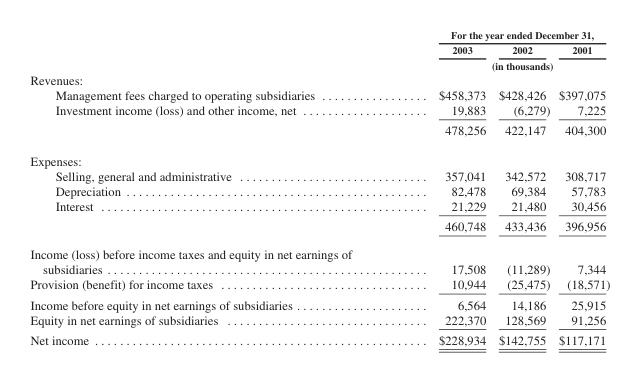 For the year ended December 31,
2003 2002 2001
(in thousands)
Revenues:
Management fees charged to operating subsidiaries ................. $458,373 $428,426 $397,075
Investment income (loss) and other income, net ................... 19,883 (6,279) 7,225
478,256 422,147 404,300
Expenses:
Selling, general and administrative ............................. 357,041 342,572 308,717
Depreciation ................................................ 82,478 69,384 57,783
Interest .................................................... 21,229 21,480 30,456
460,748 433,436 396,956
Income (loss) before income taxes and equity in net earnings of
subsidiaries .................................................. 17,508 (11,289) 7,344
Provision (benefit) for income taxes ................................ 10,944 (25,475) (18,571)
Income before equity in net earnings of subsidiaries .................... 6,564 14,186 25,915
Equity in net earnings of subsidiaries ............................... 222,370 128,569 91,256
Net income .................................................... $228,934 $142,755 $117,171